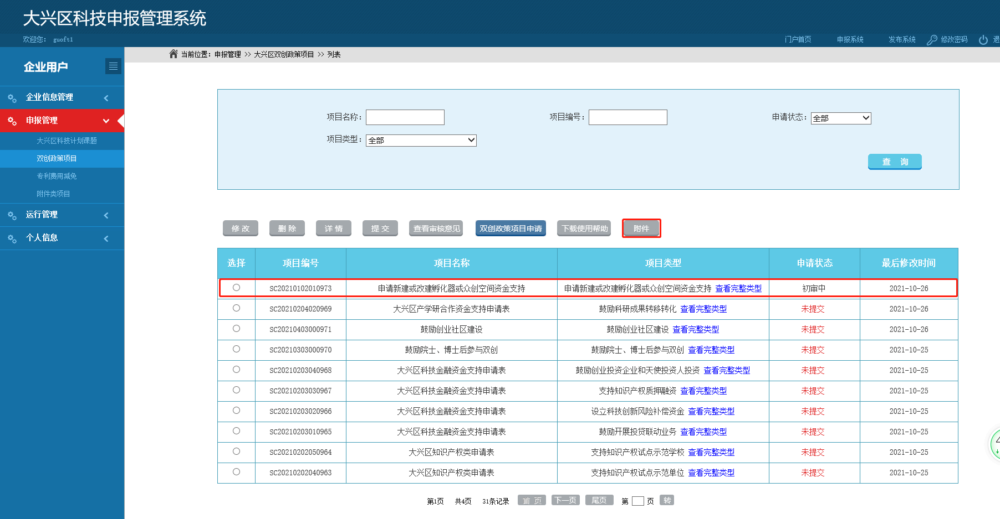 大兴区科技申报管理系统
欢迎您： guoft1
门户首页 申报系统 发布系统 修改密码 退
企业用户
当前位置：申报管理 >> 大兴区双创政策项目 >> 列表
企业信息管理
申报管理
大兴区科技计划课题
双创政策项目
专利费用减免
附件类项目
运行管理
个人信息
项目名称： 项目编号： 申请状态： 全部
项目类型： 全部
查 询
修 改 删 除 详 情 提 交 查看审核意见 双创政策项目申请 下载使用帮助 附件
选择 项目编号 项目名称 项目类型 申请状态 最后修改时间
SC20210102010973 申请新建或改建孵化器或众创空间资金支持 申请新建或改建孵化器或众创空间资金支持 查看完整类型 初审中 2021-10-26
SC20210204020969 大兴区产学研合作资金支持申请表 鼓励科研成果转移转化 查看完整类型 未提交 2021-10-26
SC20210403000971 鼓励创业社区建设 鼓励创业社区建设 查看完整类型 未提交 2021-10-26
SC20210303000970 鼓励院士、博士后参与双创 鼓励院士、博士后参与双创 查看完整类型 未提交 2021-10-25
SC20210203040968 大兴区科技金融资金支持申请表 鼓励创业投资企业和天使投资人投资 查看完整类型 未提交 2021-10-25
SC20210203030967 大兴区科技金融资金支持申请表 支持知识产权质押融资 查看完整类型 未提交 2021-10-25
SC20210203020966 大兴区科技金融资金支持申请表 设立科技创新风险补偿资金 查看完整类型 未提交 2021-10-25
SC20210203010965 大兴区科技金融资金支持申请表 鼓励开展投贷联动业务 查看完整类型 未提交 2021-10-25
SC20210202050964 大兴区知识产权类申请表 支持知识产权试点示范学校 查看完整类型 未提交 2021-10-25
SC20210202040963 大兴区知识产权类申请表 支持知识产权试点示范单位 查看完整类型 未提交 2021-10-25
第1页 共4页 31条记录 首 页 下一页 尾页 第 页 转